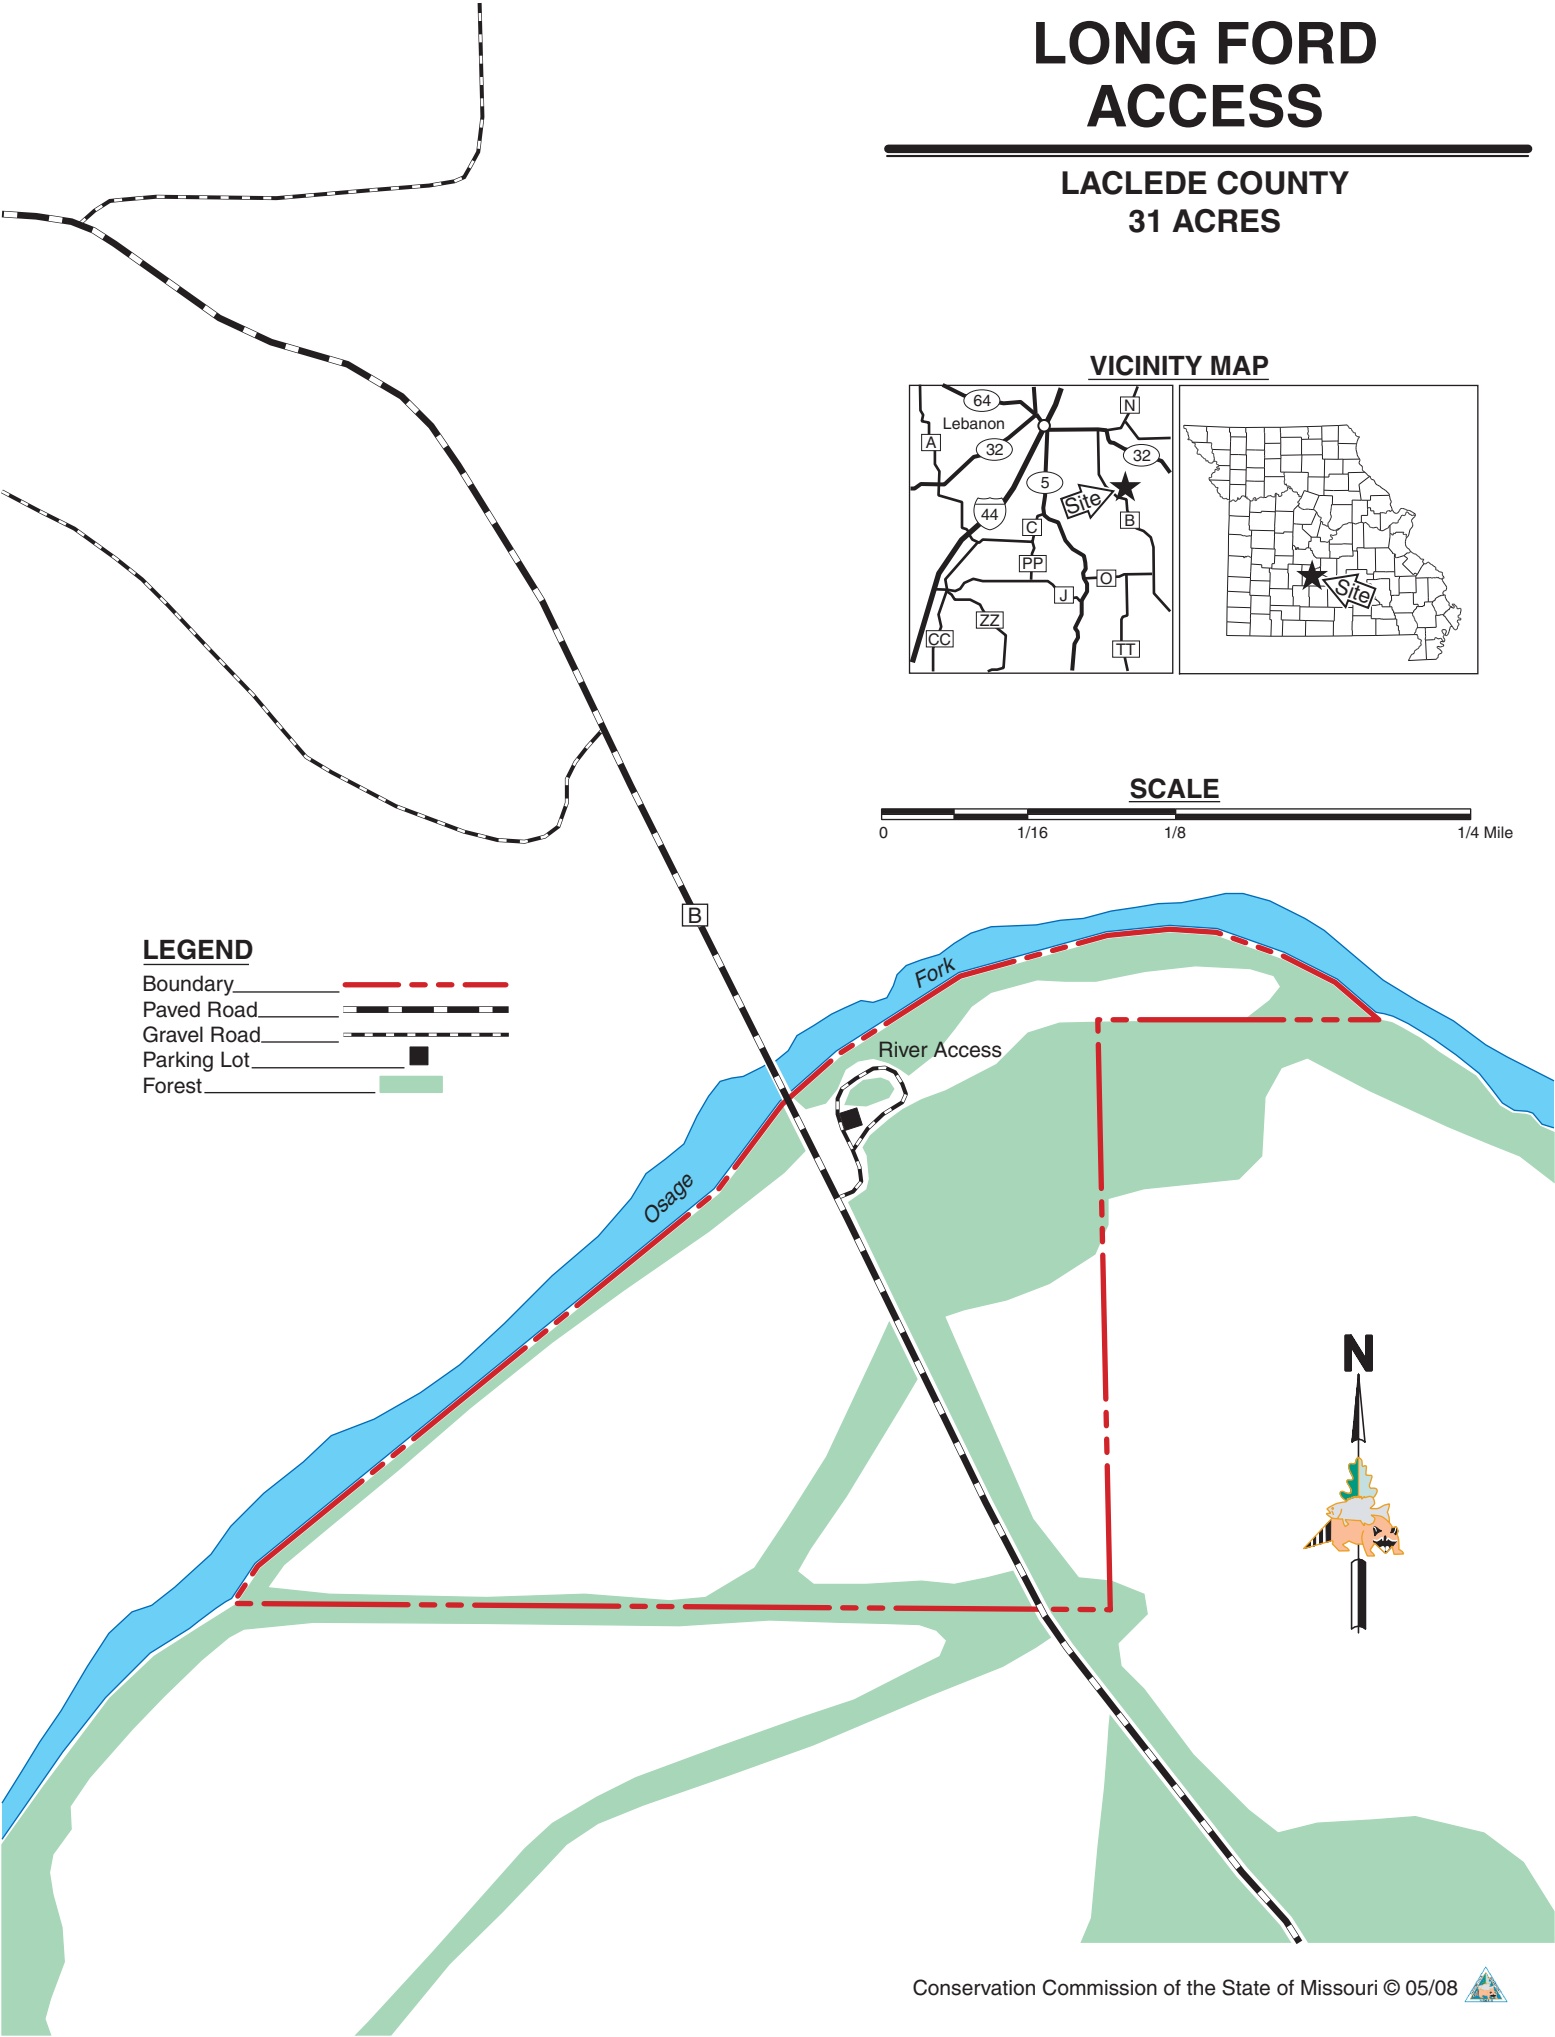 LONG FORD
ACCESS
LACLEDE COUNTY
31 ACRES
VICINITY MAP
64
N
Lebanon
A
32
32
5
Site
44
B
C
PP
O
J
ZZ
CC
TT
Site
SCALE
0 1/16 1/8 1/4 Mile
B
LEGEND
Boundary
Paved Road
Gravel Road
Parking Lot
Forest
Fork
River Access
Osage
N
Conservation Commission of the State of Missouri © 05/08